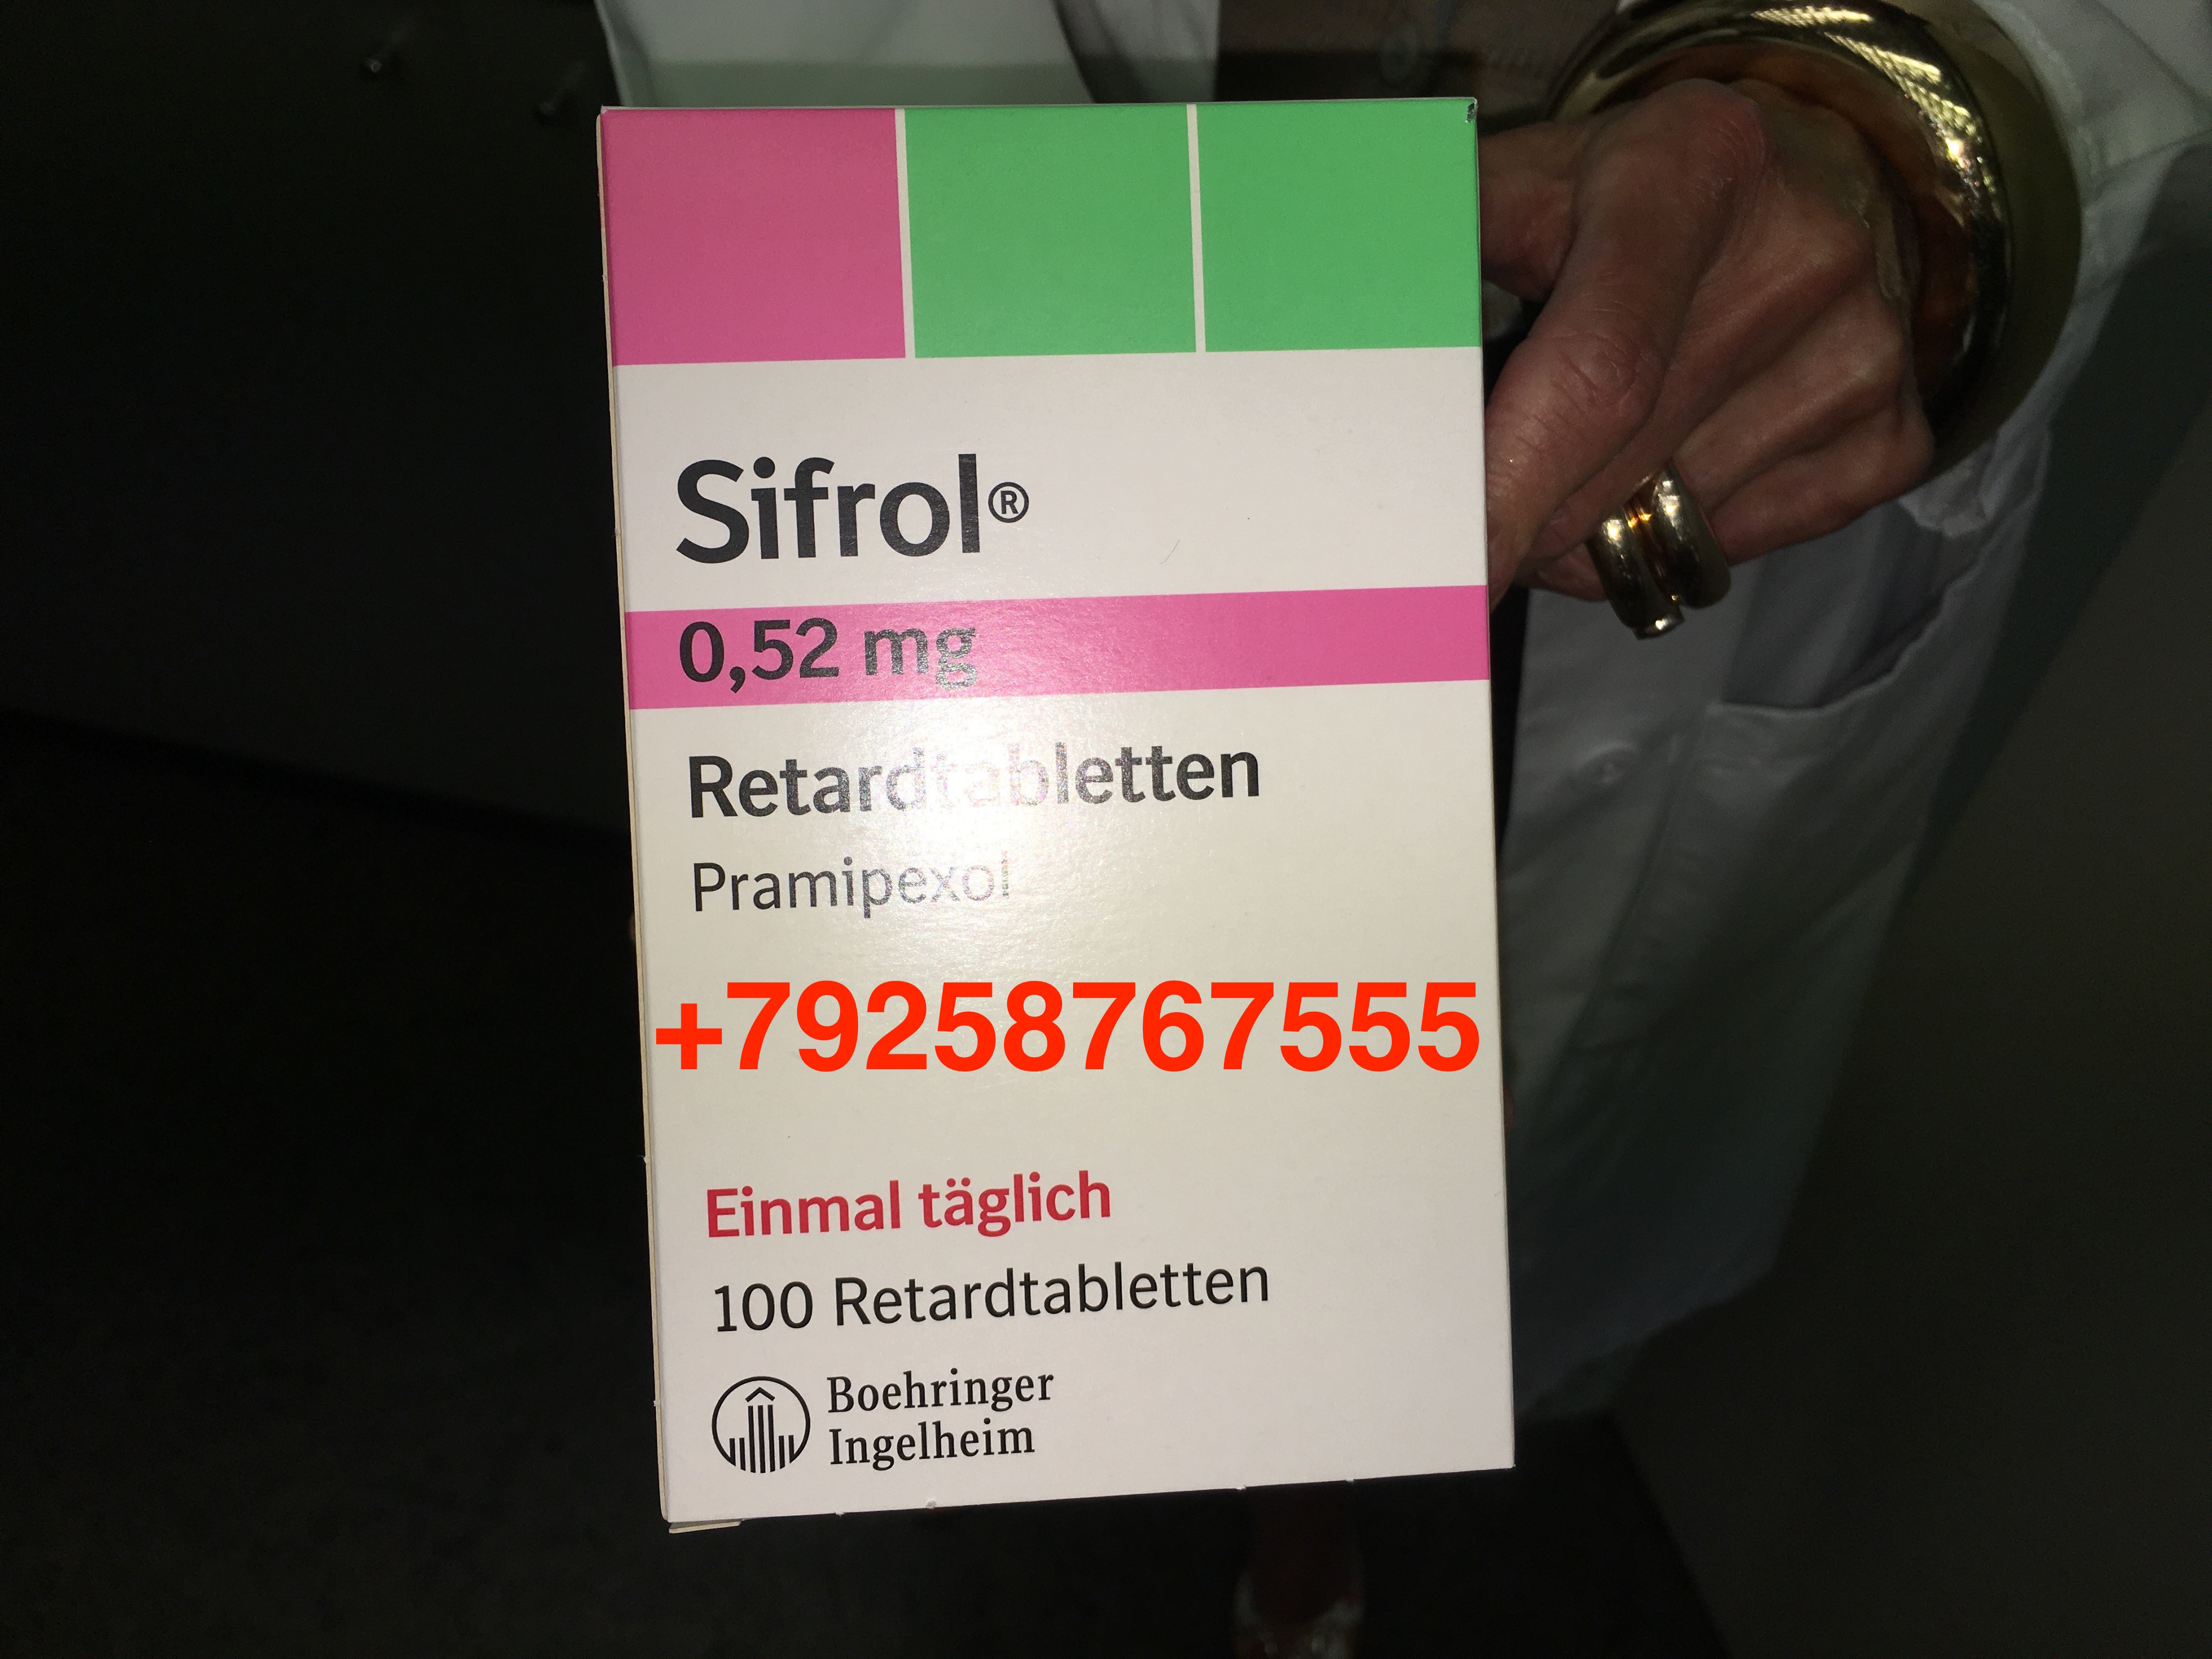 Sifrol®
0,52 mg
Retardtabletten
Pramipexol
+79258767555
Einmal täglich
100 Retardtabletten
Boehringer
Ingelheim